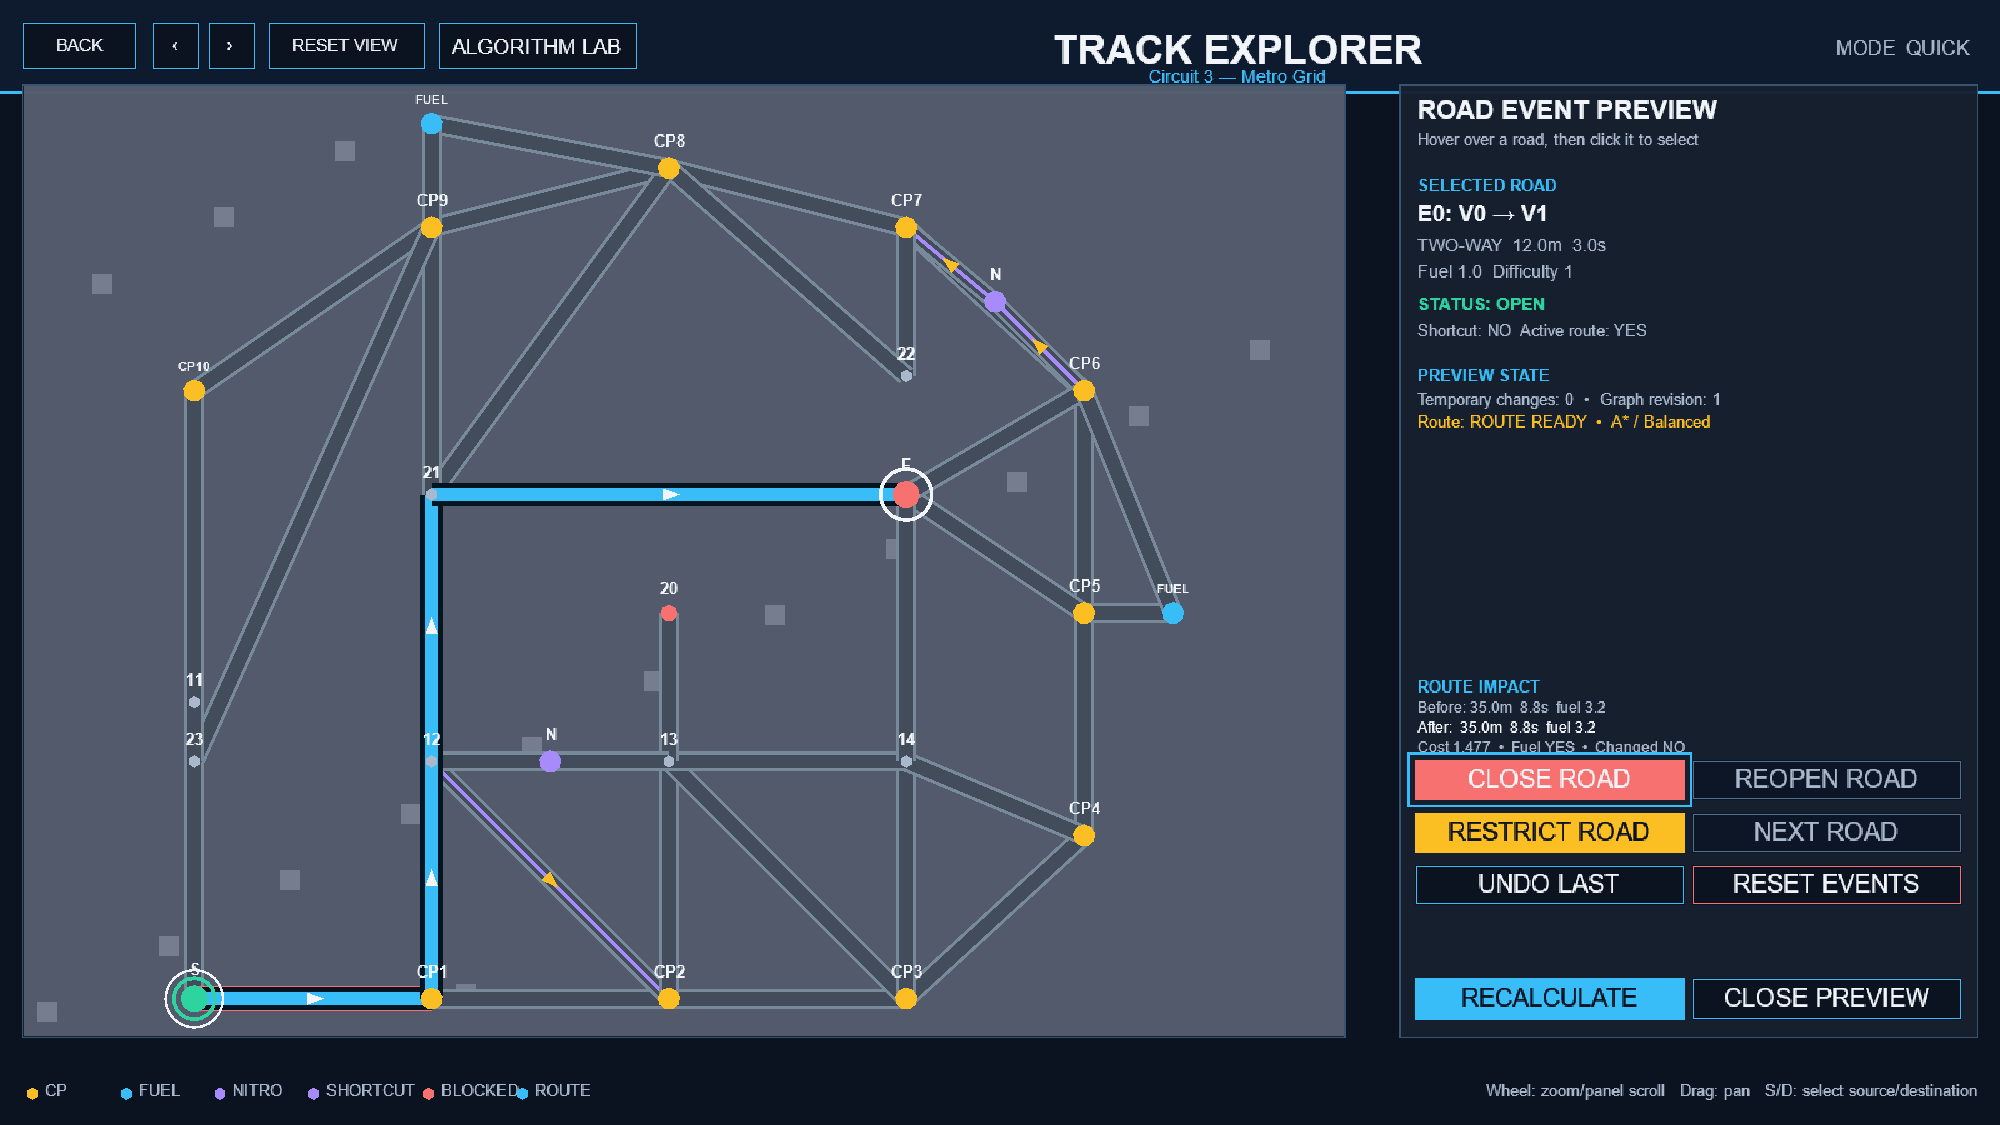 BACK
‹
›
RESET VIEW
ALGORITHM LAB
TRACK EXPLORER
Circuit 3 — Metro Grid
MODE QUICK
FUEL
CP8
CP9
CP7
N
22
CP6
CP10
21
E
20
CP5
FUEL
11
23
12
N
13
14
CP4
S
CP1
CP2
CP3
ROAD EVENT PREVIEW
Hover over a road, then click it to select
SELECTED ROAD
E0: V0 → V1
TWO-WAY 12.0m 3.0s
Fuel 1.0 Difficulty 1
STATUS: OPEN
Shortcut: NO Active route: YES
PREVIEW STATE
Temporary changes: 0 • Graph revision: 1
Route: ROUTE READY • A* / Balanced
ROUTE IMPACT
Before: 35.0m 8.8s fuel 3.2
After: 35.0m 8.8s fuel 3.2
Cost 1.477 • Fuel YES • Changed NO
CLOSE ROAD
REOPEN ROAD
RESTRICT ROAD
NEXT ROAD
UNDO LAST
RESET EVENTS
RECALCULATE
CLOSE PREVIEW
CP
FUEL
NITRO
SHORTCUT
BLOCKED
ROUTE
Wheel: zoom/panel scroll Drag: pan S/D: select source/destination